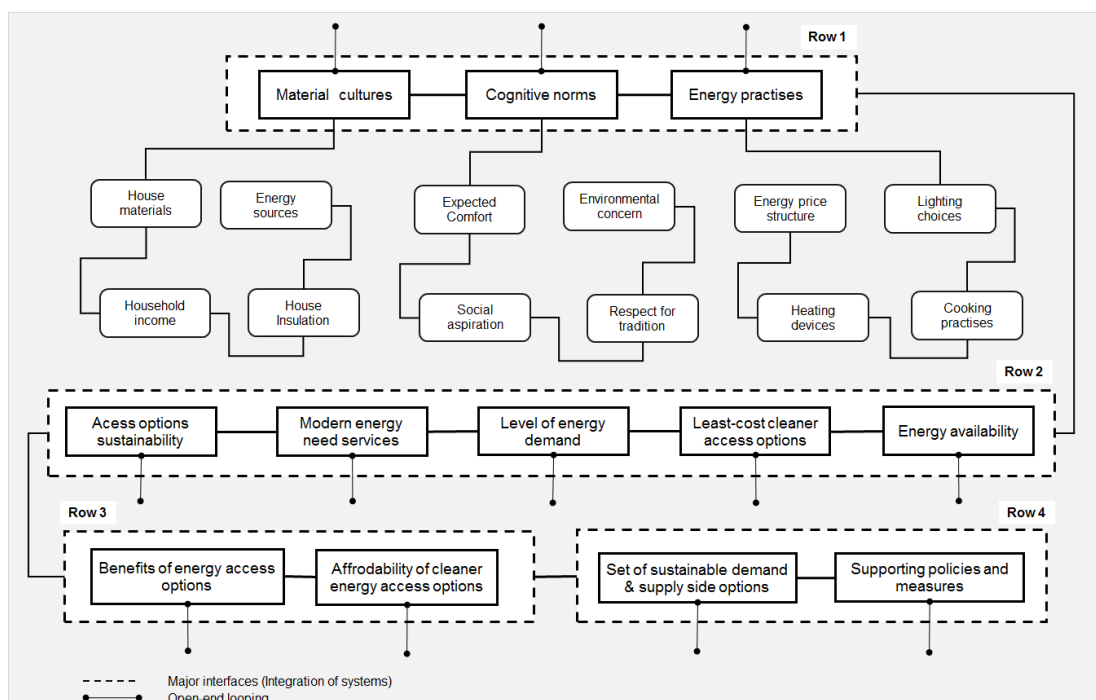 Row 1
Material cultures
Cognitive norms
Energy practises
House
materials
Energy
sources
Expected
Comfort
Environmental
concern
Energy price
structure
Lighting
choices
Household
income
House
Insulation
Social
aspiration
Respect for
tradition
Heating
devices
Cooking
practises
Row 2
Acess options
sustainability
Modern energy
need services
Level of energy
demand
Least-cost cleaner
access options
Energy availability
Row 3
Row 4
Benefits of energy access
options
Affrodability of cleaner
energy access options
Set of sustainable demand
& supply side options
Supporting policies and
measures
Major interfaces (Integration of systems)
Open-end looping